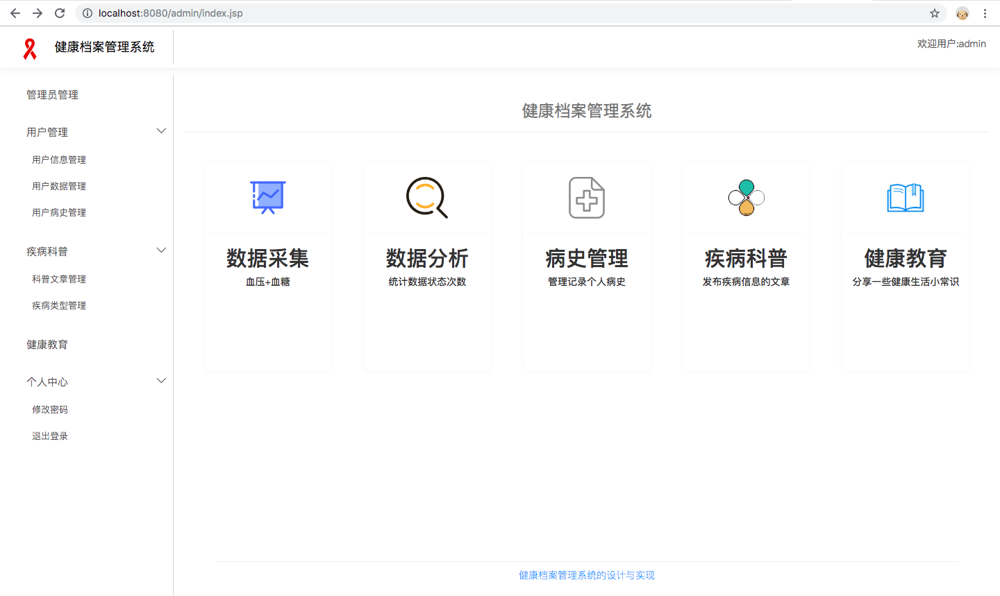 localhost:8080/admin/index.jsp
健康档案管理系统
欢迎用户:admin
管理员管理
用户管理
用户信息管理
用户数据管理
用户病史管理
疾病科普
科普文章管理
疾病类型管理
健康教育
个人中心
修改密码
退出登录
健康档案管理系统
数据采集
血压+血糖
数据分析
统计数据状态次数
病史管理
管理记录个人病史
疾病科普
发布疾病信息的文章
健康教育
分享一些健康生活小常识
健康档案管理系统的设计与实现